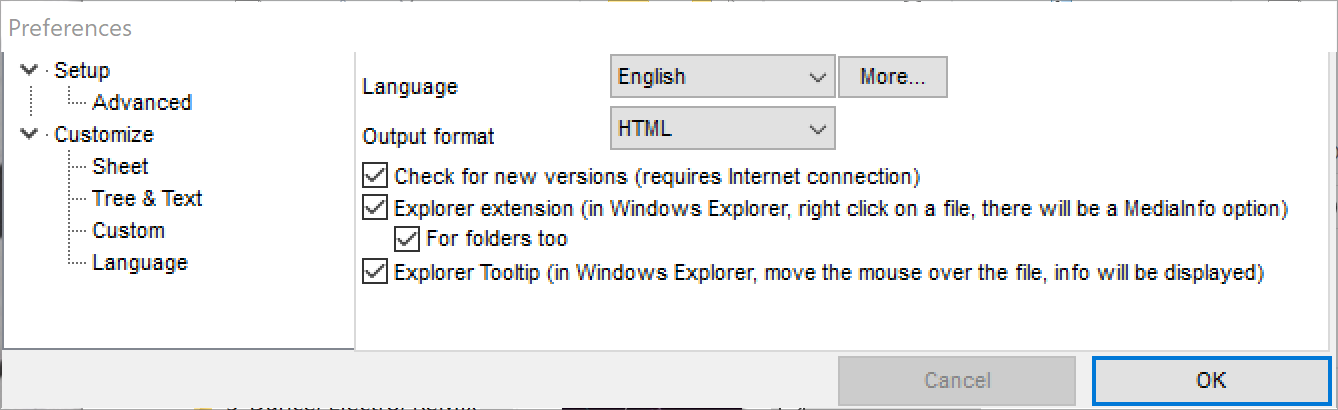 Preferences
Setup
Advanced
Customize
Sheet
Tree & Text
Custom
Language
Language English More...
Output format HTML
Check for new versions (requires Internet connection)
Explorer extension (in Windows Explorer, right click on a file, there will be a MediaInfo option)
For folders too
Explorer Tooltip (in Windows Explorer, move the mouse over the file, info will be displayed)
Cancel OK